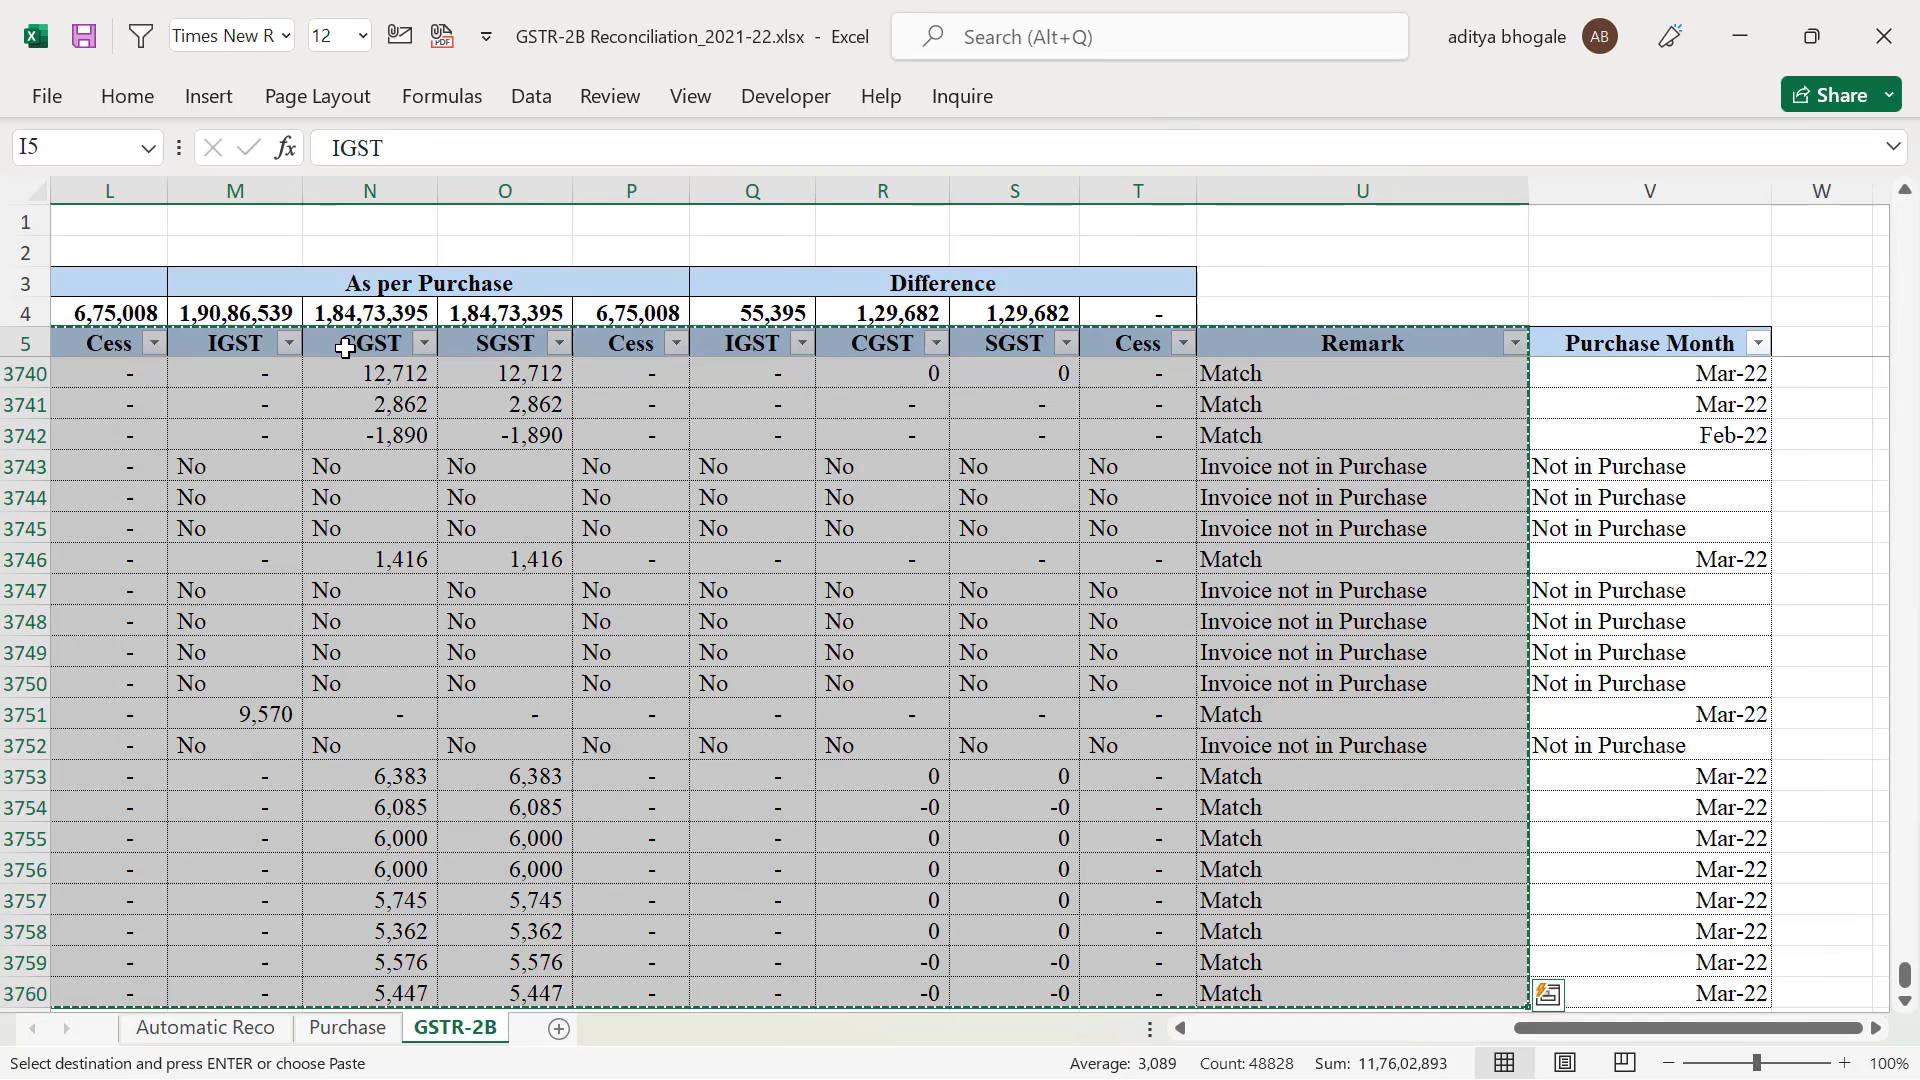 Times New R 12 GSTR-2B Reconciliation_2021-22.xlsx - Excel Search (Alt+Q) aditya bhogale AB
File Home Insert Page Layout Formulas Data Review View Developer Help Inquire Share
I5 fx IGST
L M N O P Q R S T U V W
1
2
3 As per Purchase Difference
4 6,75,008 1,90,86,539 1,84,73,395 1,84,73,395 6,75,008 55,395 1,29,682 1,29,682 -
5 Cess IGST CGST SGST Cess IGST CGST SGST Cess Remark Purchase Month
3740 - - 12,712 12,712 - - 0 0 - Match Mar-22
3741 - - 2,862 2,862 - - - - - Match Mar-22
3742 - - -1,890 -1,890 - - - - - Match Feb-22
3743 - No No No No No No No No Invoice not in Purchase Not in Purchase
3744 - No No No No No No No No Invoice not in Purchase Not in Purchase
3745 - No No No No No No No No Invoice not in Purchase Not in Purchase
3746 - - 1,416 1,416 - - - - - Match Mar-22
3747 - No No No No No No No No Invoice not in Purchase Not in Purchase
3748 - No No No No No No No No Invoice not in Purchase Not in Purchase
3749 - No No No No No No No No Invoice not in Purchase Not in Purchase
3750 - No No No No No No No No Invoice not in Purchase Not in Purchase
3751 - 9,570 - - - - - - - Match Mar-22
3752 - No No No No No No No No Invoice not in Purchase Not in Purchase
3753 - - 6,383 6,383 - - 0 0 - Match Mar-22
3754 - - 6,085 6,085 - - -0 -0 - Match Mar-22
3755 - - 6,000 6,000 - - 0 0 - Match Mar-22
3756 - - 6,000 6,000 - - 0 0 - Match Mar-22
3757 - - 5,745 5,745 - - 0 0 - Match Mar-22
3758 - - 5,362 5,362 - - 0 0 - Match Mar-22
3759 - - 5,576 5,576 - - -0 -0 - Match Mar-22
3760 - - 5,447 5,447 - - -0 -0 - Match Mar-22
Automatic Reco Purchase GSTR-2B
Select destination and press ENTER or choose Paste Average: 3,089 Count: 48828 Sum: 11,76,02,893 100%